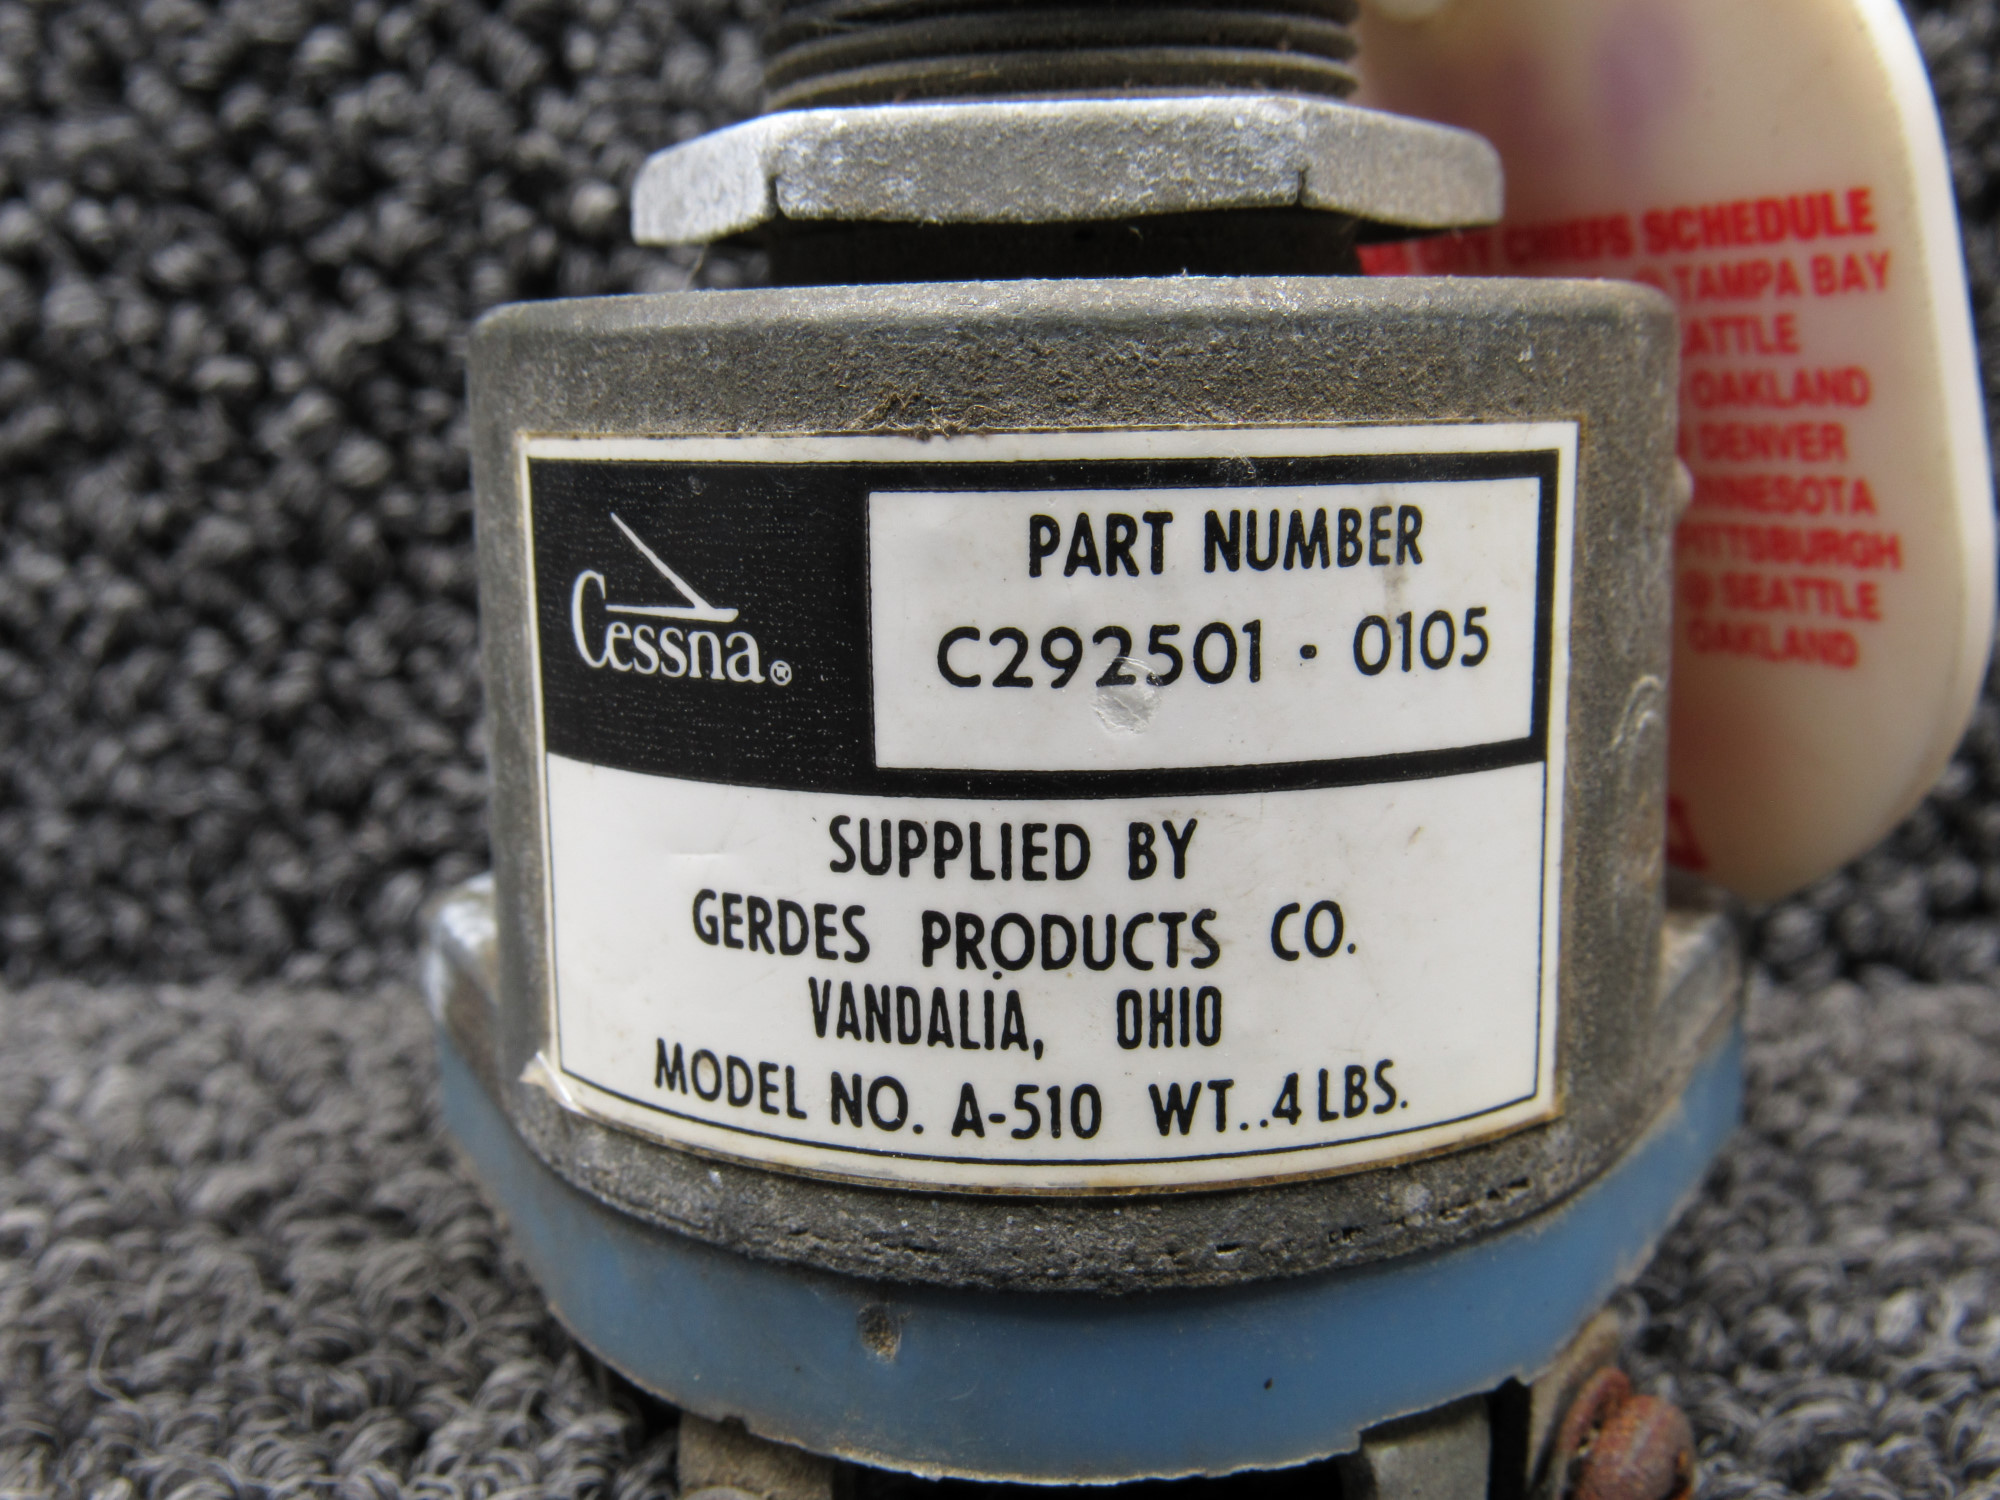 Cessna®
PART NUMBER
C292501 · 0105
SUPPLIED BY
GERDES PRODUCTS CO.
VANDALIA, OHIO
MODEL NO. A-510 WT..4 LBS.
CHIEFS SCHEDULE
@ TAMPA BAY
OAKLAND
DENVER
@ SEATTLE
OAKLAND